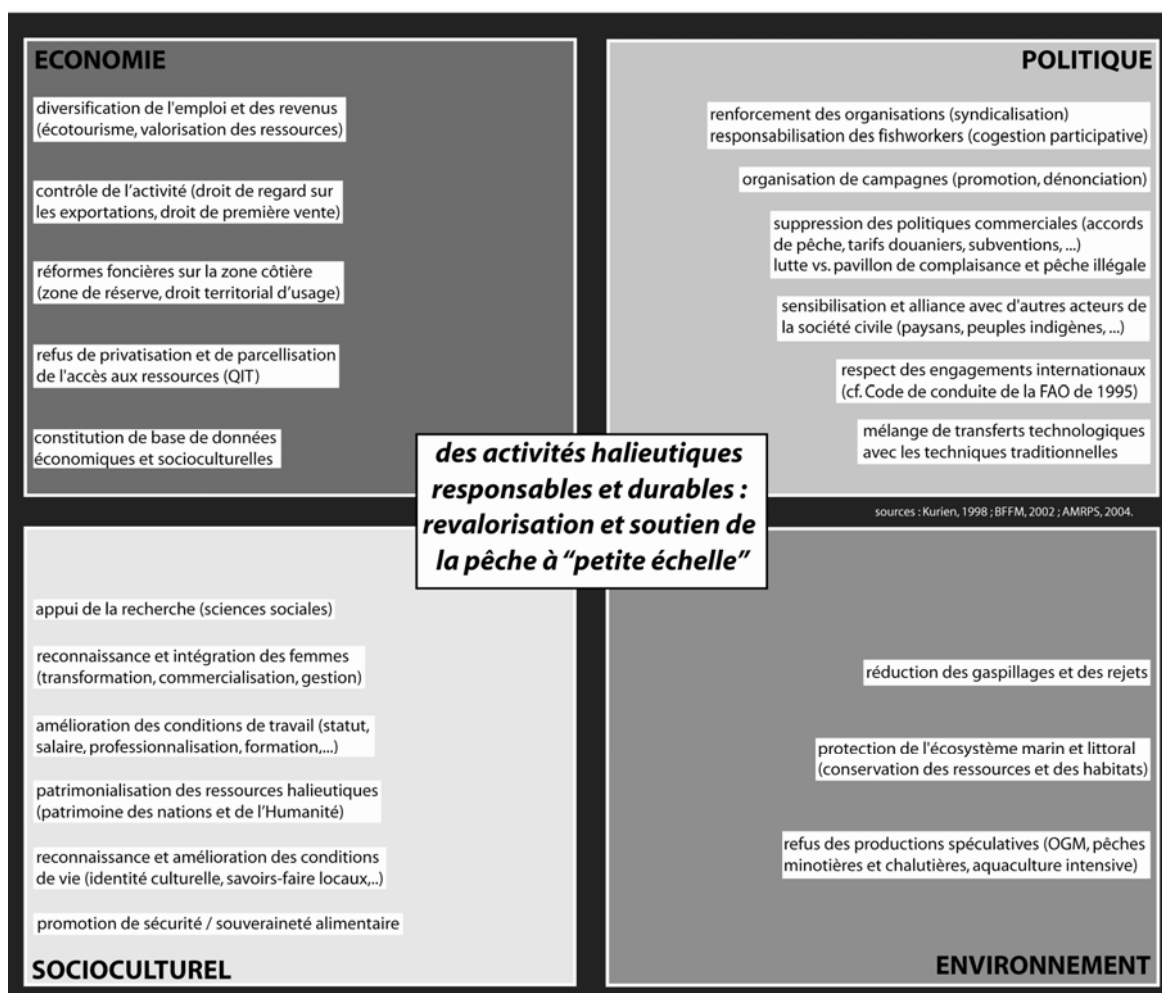 ECONOMIE
diversification de l'emploi et des revenus
(écotourisme, valorisation des ressources)
contrôle de l'activité (droit de regard sur
les exportations, droit de première vente)
réformes foncières sur la zone côtière
(zone de réserve, droit territorial d'usage)
refus de privatisation et de parcellisation
de l'accès aux ressources (QIT)
constitution de base de données
économiques et socioculturelles
POLITIQUE
renforcement des organisations (syndicalisation)
responsabilisation des fishworkers (cogestion participative)
organisation de campagnes (promotion, dénonciation)
suppression des politiques commerciales (accords
de pêche, tarifs douaniers, subventions, ...)
lutte vs. pavillon de complaisance et pêche illégale
sensibilisation et alliance avec d'autres acteurs de
la société civile (paysans, peuples indigènes, ...)
respect des engagements internationaux
(cf. Code de conduite de la FAO de 1995)
mélange de transferts technologiques
avec les techniques traditionnelles
sources : Kurien, 1998 ; BFFM, 2002 ; AMRPS, 2004.
des activités halieutiques
responsables et durables :
revalorisation et soutien de
la pêche à "petite échelle"
appui de la recherche (sciences sociales)
reconnaissance et intégration des femmes
(transformation, commercialisation, gestion)
amélioration des conditions de travail (statut,
salaire, professionnalisation, formation,...)
patrimonialisation des ressources halieutiques
(patrimoine des nations et de l'Humanité)
reconnaissance et amélioration des conditions
de vie (identité culturelle, savoirs-faire locaux,..)
promotion de sécurité / souveraineté alimentaire
SOCIOCULTUREL
réduction des gaspillages et des rejets
protection de l'écosystème marin et littoral
(conservation des ressources et des habitats)
refus des productions spéculatives (OGM, pêches
minotières et chalutières, aquaculture intensive)
ENVIRONNEMENT